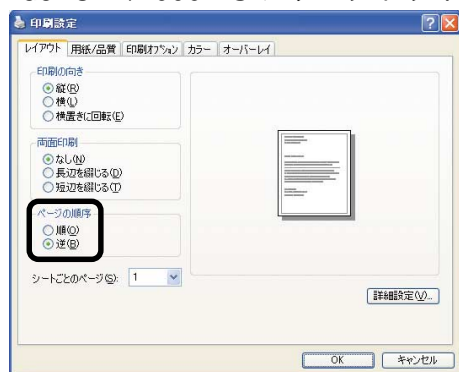 印刷設定
レイアウト 用紙/品質 印刷オプション カラー オーバーレイ
印刷の向き
縦(R)
横(L)
横置きに回転(E)
両面印刷
なし(N)
長辺を綴じる(D)
短辺を綴じる(T)
ページの順序
順(O)
逆(B)
シートごとのページ(S): 1
詳細設定(V)...
OK キャンセル